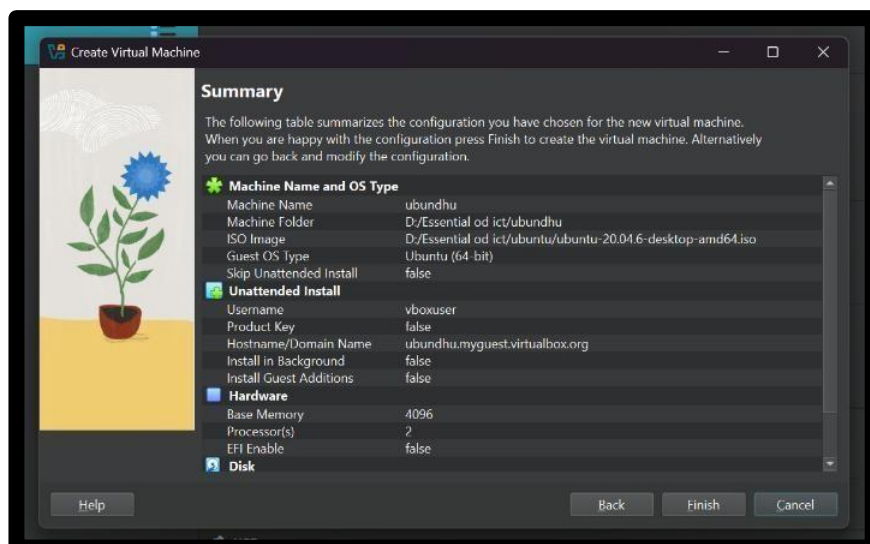 Create Virtual Machine
Summary
The following table summarizes the configuration you have chosen for the new virtual machine.
When you are happy with the configuration press Finish to create the virtual machine. Alternatively
you can go back and modify the configuration.
Machine Name and OS Type
Machine Name ubundhu
Machine Folder D:/Essential od ict/ubundhu
ISO Image D:/Essential od ict/ubuntu/ubuntu-20.04.6-desktop-amd64.iso
Guest OS Type Ubuntu (64-bit)
Skip Unattended Install false
Unattended Install
Username vboxuser
Product Key false
Hostname/Domain Name ubundhu.myguest.virtualbox.org
Install in Background false
Install Guest Additions false
Hardware
Base Memory 4096
Processor(s) 2
EFI Enable false
Disk
Help Back Finish Cancel